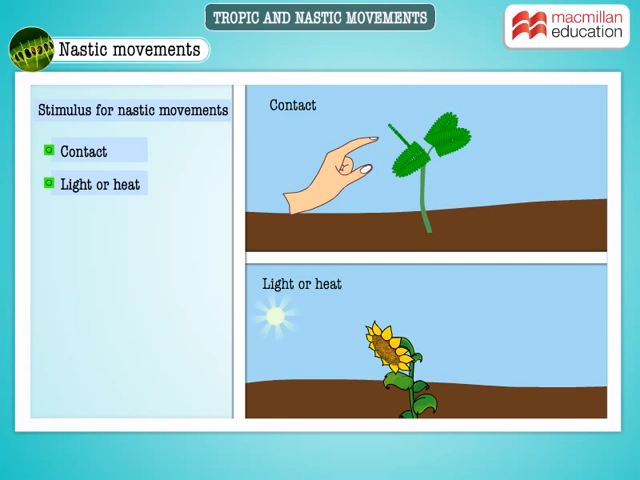 TROPIC AND NASTIC MOVEMENTS
macmillan
education
Nastic movements
Stimulus for nastic movements
Contact
Light or heat
Contact
Light or heat